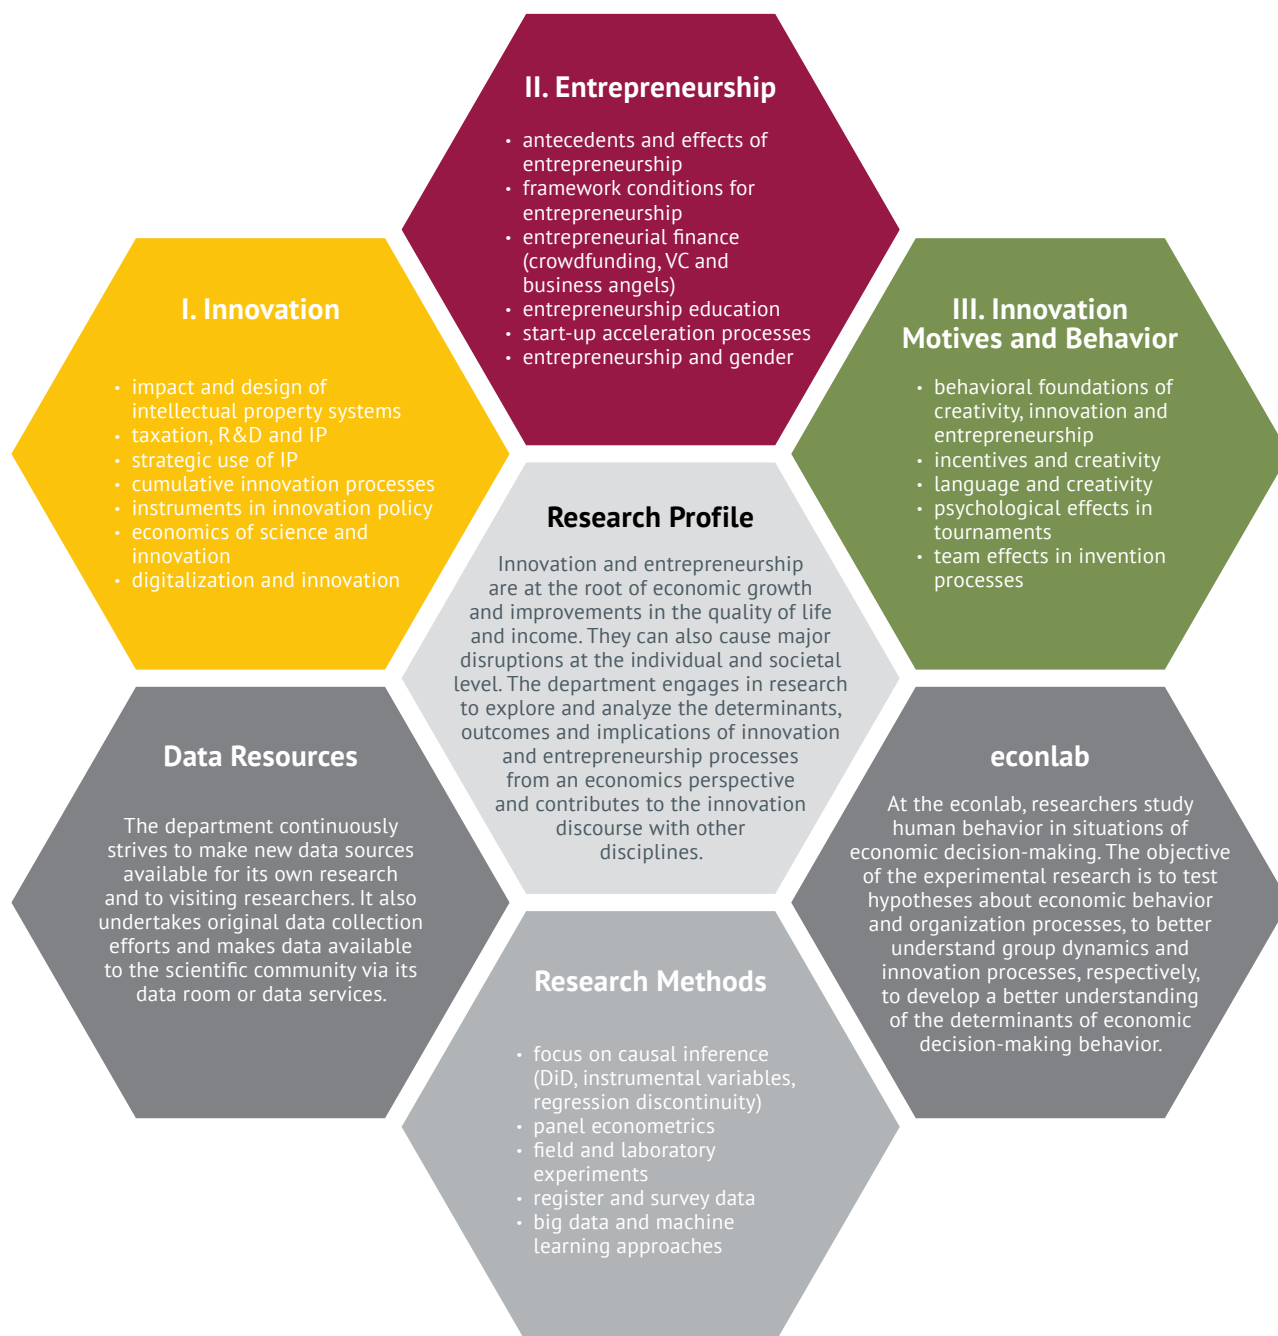 II. Entrepreneurship
• antecedents and effects of
entrepreneurship
• framework conditions for
entrepreneurship
• entrepreneurial finance
(crowdfunding, VC and
business angels)
• entrepreneurship education
• start-up acceleration processes
• entrepreneurship and gender
I. Innovation
• impact and design of
intellectual property systems
• taxation, R&D and IP
• strategic use of IP
• cumulative innovation processes
• instruments in innovation policy
• economics of science and
innovation
• digitalization and innovation
III. Innovation
Motives and Behavior
• behavioral foundations of
creativity, innovation and
entrepreneurship
• incentives and creativity
• language and creativity
• psychological effects in
tournaments
• team effects in invention
processes
Research Profile
Innovation and entrepreneurship
are at the root of economic growth
and improvements in the quality of life
and income. They can also cause major
disruptions at the individual and societal
level. The department engages in research
to explore and analyze the determinants,
outcomes and implications of innovation
and entrepreneurship processes
from an economics perspective
and contributes to the innovation
discourse with other
disciplines.
Data Resources
The department continuously
strives to make new data sources
available for its own research
and to visiting researchers. It also
undertakes original data collection
efforts and makes data available
to the scientific community via its
data room or data services.
econlab
At the econlab, researchers study
human behavior in situations of
economic decision-making. The objective
of the experimental research is to test
hypotheses about economic behavior
and organization processes, to better
understand group dynamics and
innovation processes, respectively,
to develop a better understanding
of the determinants of economic
decision-making behavior.
Research Methods
• focus on causal inference
(DiD, instrumental variables,
regression discontinuity)
• panel econometrics
• field and laboratory
experiments
• register and survey data
• big data and machine
learning approaches